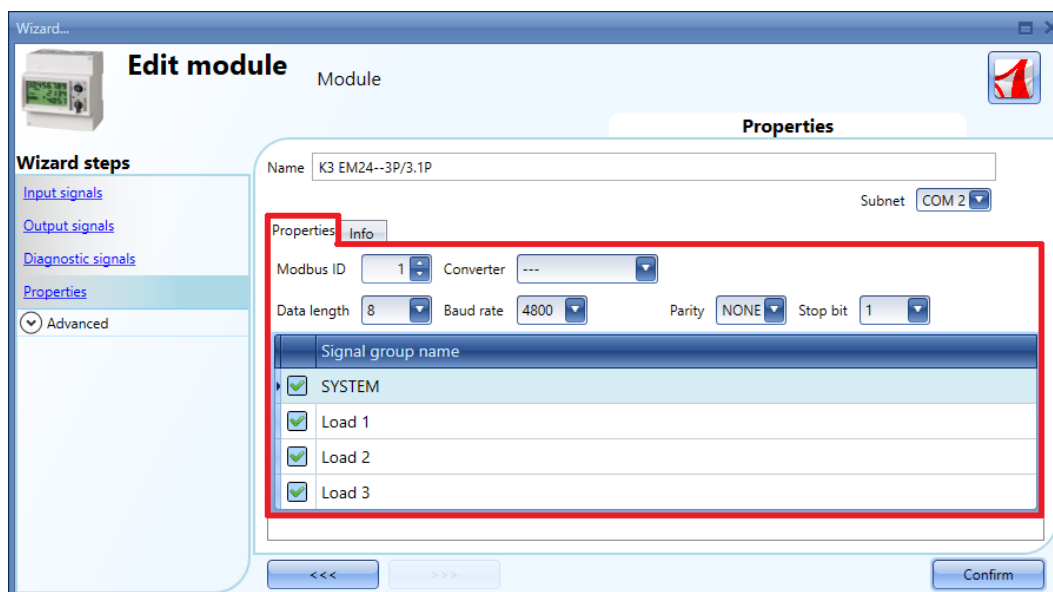 Wizard...
Edit module
Module
Properties
Wizard steps
Input signals
Output signals
Diagnostic signals
Properties
Advanced
Name K3 EM24--3P/3.1P
Subnet COM 2
Properties Info
Modbus ID 1 Converter ---
Data length 8 Baud rate 4800 Parity NONE Stop bit 1
Signal group name
SYSTEM
Load 1
Load 2
Load 3
<<< >>> Confirm